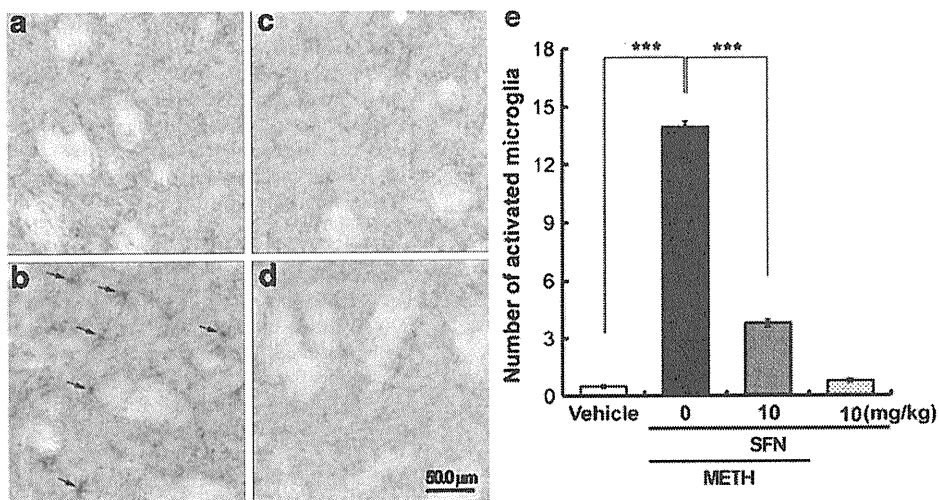 a
c
b
d
50.0 μm
e
Number of activated microglia
18
15
12
9
6
3
0
***
***
Vehicle
0
10
10(mg/kg)
SFN
METH